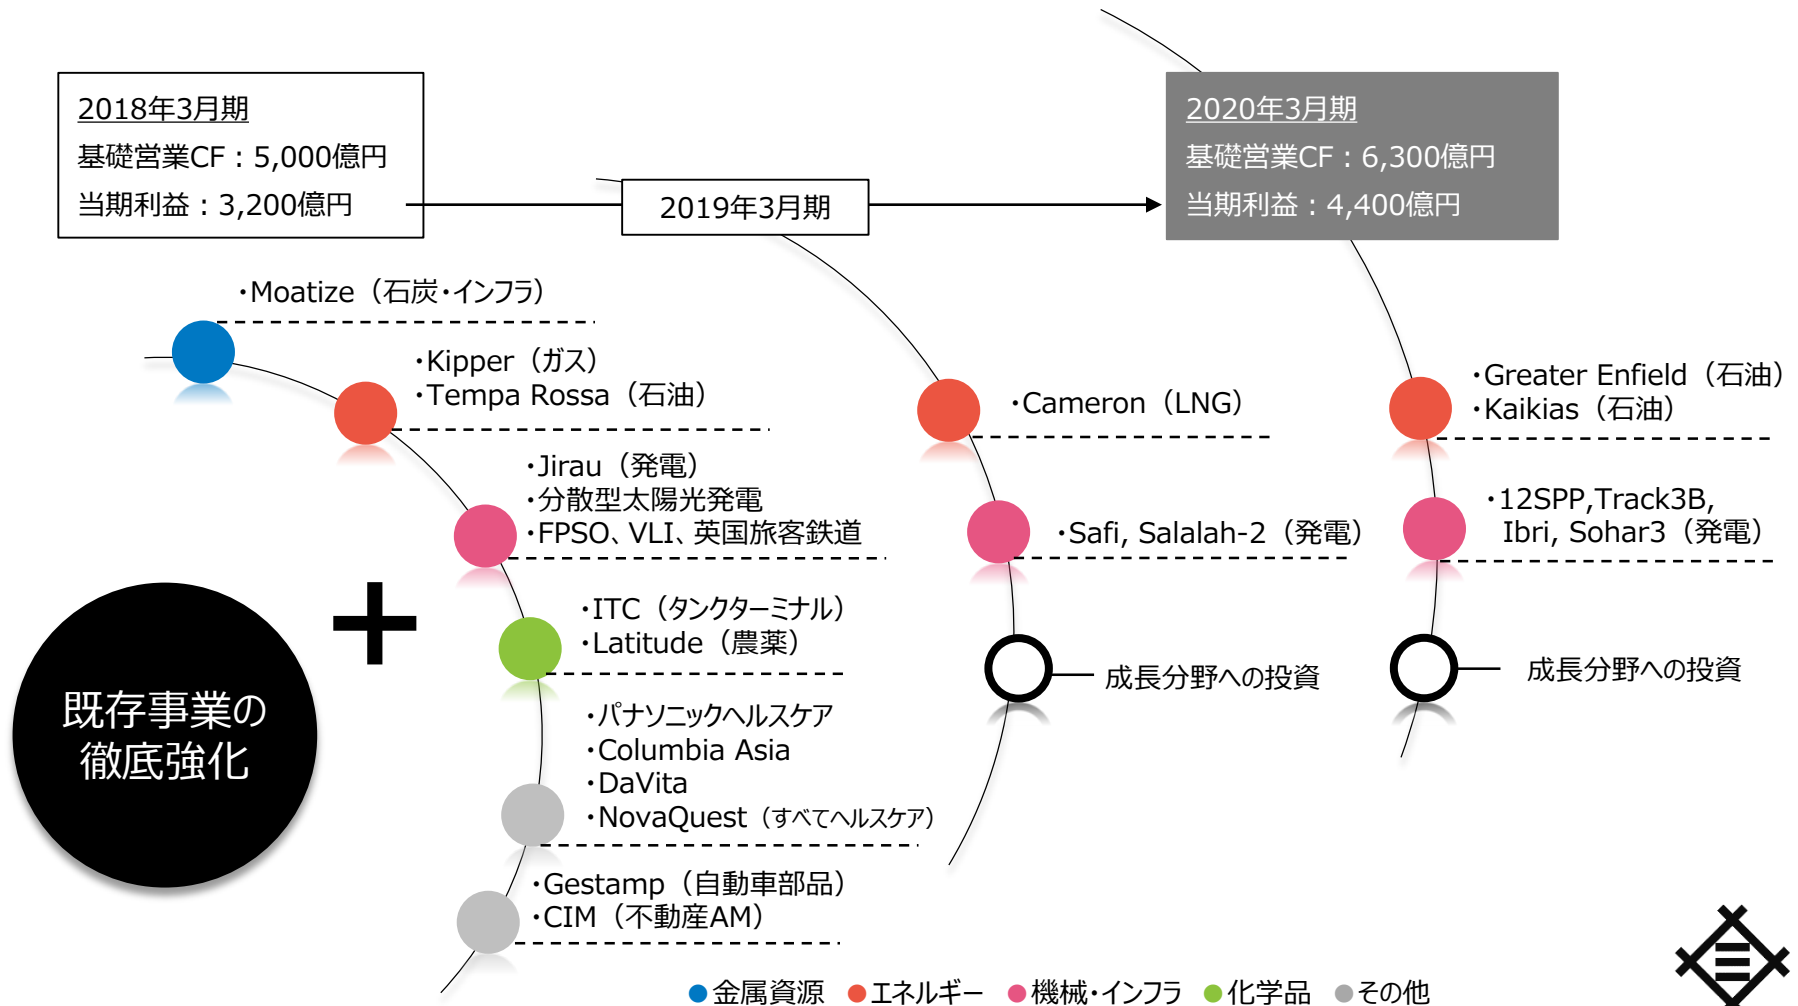 2018年3月期
基礎営業CF：5,000億円
当期利益：3,200億円
2019年3月期
2020年3月期
基礎営業CF：6,300億円
当期利益：4,400億円
・Moatize（石炭・インフラ）
・Kipper（ガス）
・Tempa Rossa（石油）
・Jirau（発電）
・分散型太陽光発電
・FPSO、VLI、英国旅客鉄道
・ITC（タンクターミナル）
・Latitude（農薬）
・パナソニックヘルスケア
・Columbia Asia
・DaVita
・NovaQuest（すべてヘルスケア）
・Gestamp（自動車部品）
・CIM（不動産AM）
既存事業の
徹底強化
+
・Cameron（LNG）
・Safi, Salalah-2（発電）
成長分野への投資
・Greater Enfield（石油）
・Kaikias（石油）
・12SPP,Track3B,
Ibri, Sohar3（発電）
成長分野への投資
金属資源 エネルギー 機械・インフラ 化学品 その他